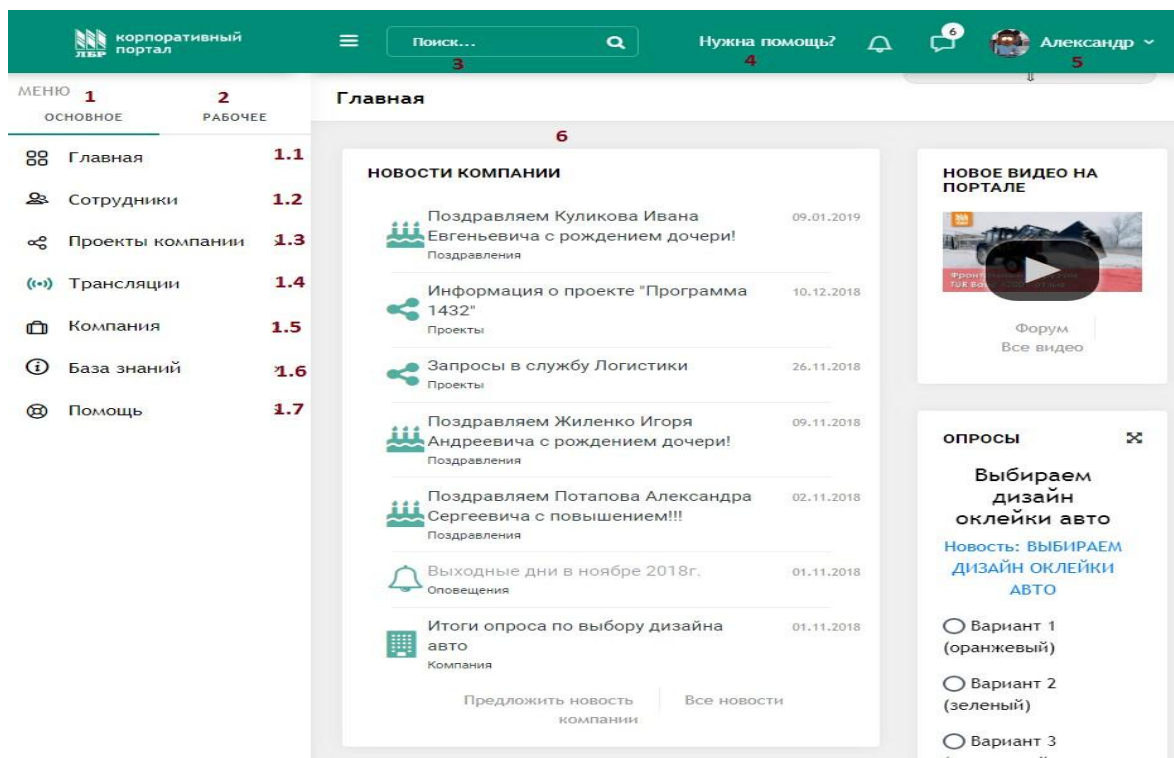 ЛБР
корпоративный
портал
Поиск...
3
Нужна помощь?
4
6
Александр
5
МЕНЮ
1
2
ОСНОВНОЕ
РАБОЧЕЕ
Главная 1.1
Сотрудники 1.2
Проекты компании 1.3
Трансляции 1.4
Компания 1.5
База знаний 1.6
Помощь 1.7
Главная
6
НОВОСТИ КОМПАНИИ
Поздравляем Куликова Ивана 09.01.2019
Евгеньевича с рождением дочери!
Поздравления
Информация о проекте "Программа 10.12.2018
1432"
Проекты
Запросы в службу Логистики 26.11.2018
Проекты
Поздравляем Жиленко Игоря 09.11.2018
Андреевича с рождением дочери!
Поздравления
Поздравляем Потапова Александра 02.11.2018
Сергеевича с повышением!!!
Поздравления
Выходные дни в ноябре 2018г. 01.11.2018
Оповещения
Итоги опроса по выбору дизайна 01.11.2018
авто
Компания
Предложить новость
компании
Все новости
НОВОЕ ВИДЕО НА
ПОРТАЛЕ
Форум
Все видео
ОПРОСЫ
Выбираем
дизайн
оклейки авто
Новость: ВЫБИРАЕМ
ДИЗАЙН ОКЛЕЙКИ
АВТО
Вариант 1
(оранжевый)
Вариант 2
(зеленый)
Вариант 3